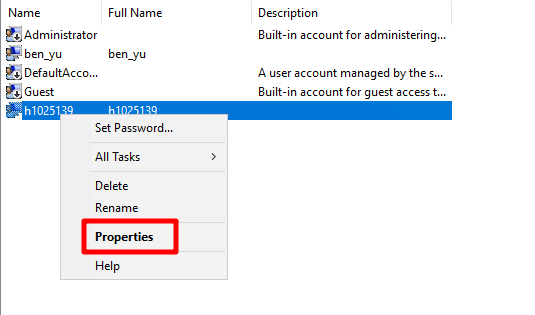 Name Full Name Description
Administrator Built-in account for administering...
ben_yu ben_yu
DefaultAcco... A user account managed by the s...
Guest Built-in account for guest access t...
h1025139 h1025139
Set Password...
All Tasks
Delete
Rename
Properties
Help